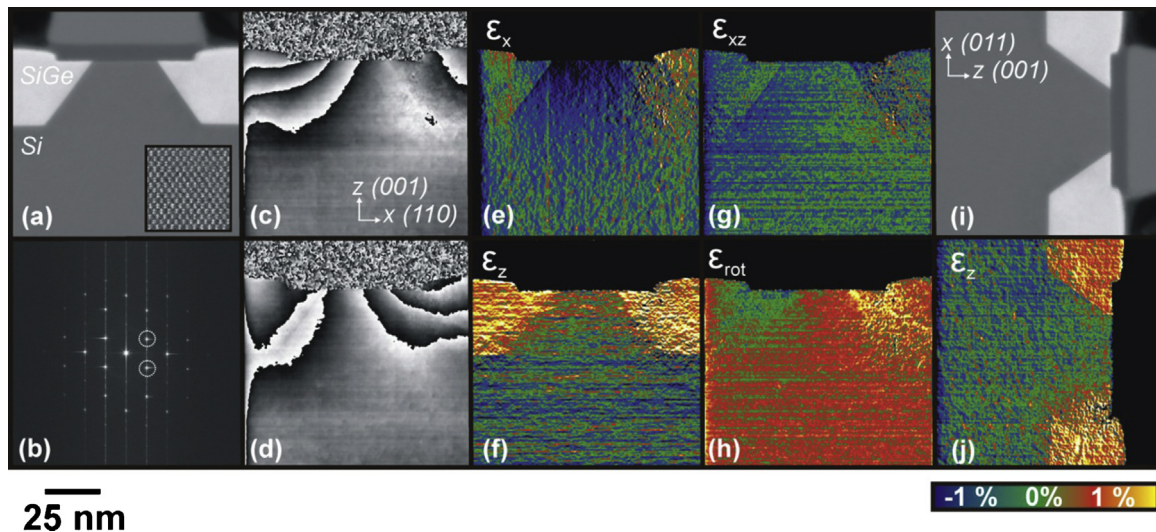 SiGe
Si
(a)
(b)
z (001)
x (110)
(c)
(d)
εx
(e)
εz
(f)
εxz
(g)
εrot
(h)
x (011)
z (001)
(i)
εz
(j)
25 nm
-1 % 0% 1 %